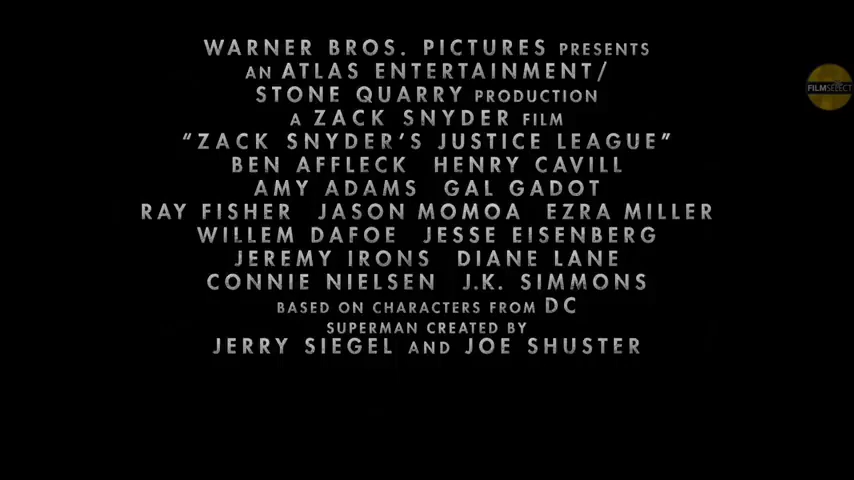 WARNER BROS. PICTURES PRESENTS
AN ATLAS ENTERTAINMENT/
STONE QUARRY PRODUCTION
A ZACK SNYDER FILM
“ZACK SNYDER’S JUSTICE LEAGUE”
BEN AFFLECK HENRY CAVILL
AMY ADAMS GAL GADOT
RAY FISHER JASON MOMOA EZRA MILLER
WILLEM DAFOE JESSE EISENBERG
JEREMY IRONS DIANE LANE
CONNIE NIELSEN J.K. SIMMONS
BASED ON CHARACTERS FROM DC
SUPERMAN CREATED BY
JERRY SIEGEL AND JOE SHUSTER
FILMSELECT